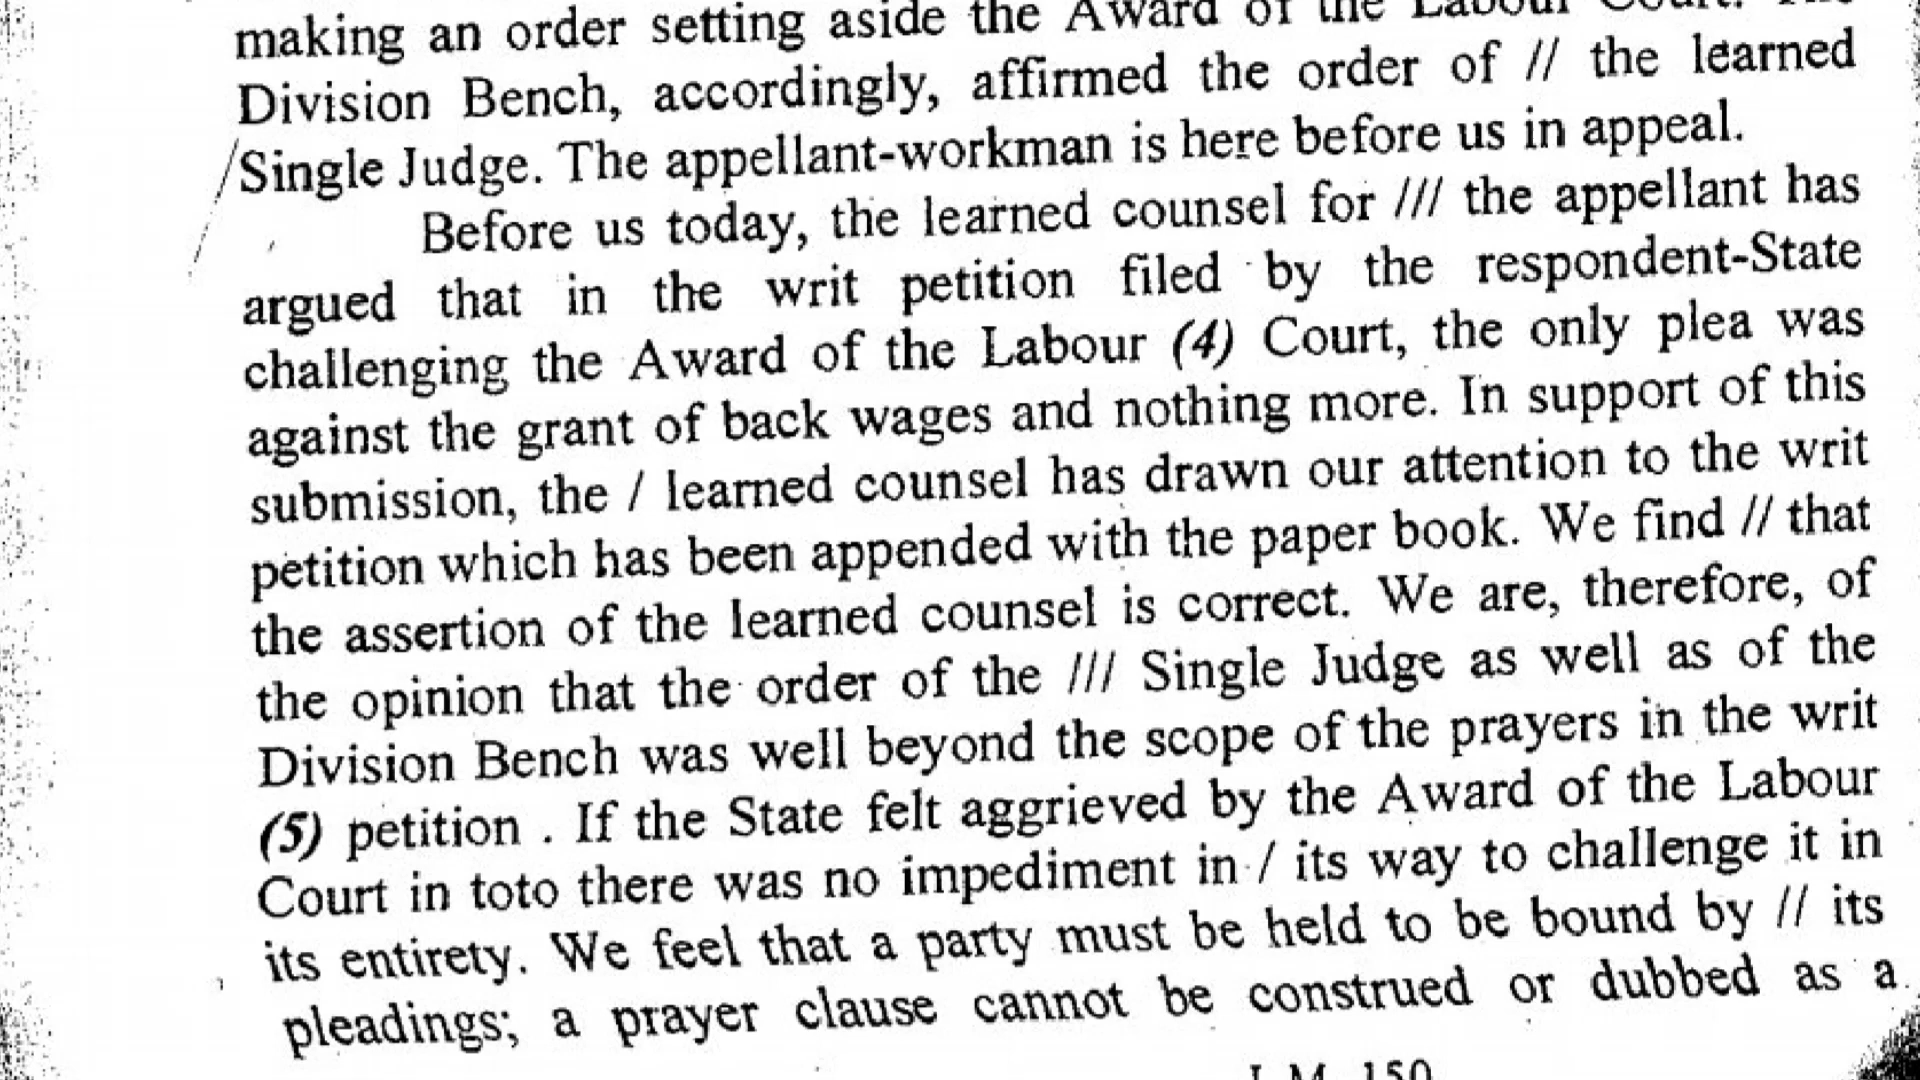 making an order setting aside the Award of the Labour Court. The
Division Bench, accordingly, affirmed the order of // the learned
Single Judge. The appellant-workman is here before us in appeal.
Before us today, the learned counsel for /// the appellant has
argued that in the writ petition filed by the respondent-State
challenging the Award of the Labour (4) Court, the only plea was
against the grant of back wages and nothing more. In support of this
submission, the / learned counsel has drawn our attention to the writ
petition which has been appended with the paper book. We find // that
the assertion of the learned counsel is correct. We are, therefore, of
the opinion that the order of the /// Single Judge as well as of the
Division Bench was well beyond the scope of the prayers in the writ
(5) petition . If the State felt aggrieved by the Award of the Labour
Court in toto there was no impediment in / its way to challenge it in
its entirety. We feel that a party must be held to be bound by // its
pleadings; a prayer clause cannot be construed or dubbed as a
I. M. 150